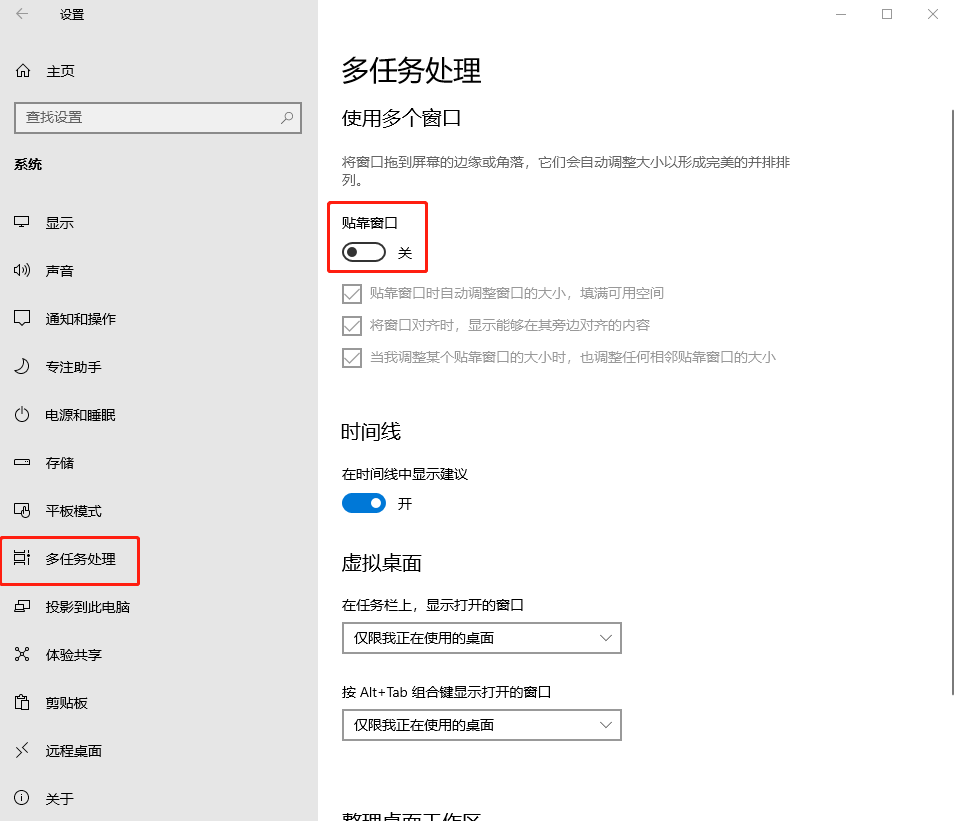 设置
主页
查找设置
系统
显示
声音
通知和操作
专注助手
电源和睡眠
存储
平板模式
多任务处理
投影到此电脑
体验共享
剪贴板
远程桌面
关于
多任务处理
使用多个窗口
将窗口拖到屏幕的边缘或角落，它们会自动调整大小以形成完美的并排排
列。
贴靠窗口
关
贴靠窗口时自动调整窗口的大小，填满可用空间
将窗口对齐时，显示能够在其旁边对齐的内容
当我调整某个贴靠窗口的大小时，也调整任何相邻贴靠窗口的大小
时间线
在时间线中显示建议
开
虚拟桌面
在任务栏上，显示打开的窗口
仅限我正在使用的桌面
按 Alt+Tab 组合键显示打开的窗口
仅限我正在使用的桌面
整理桌面工作区